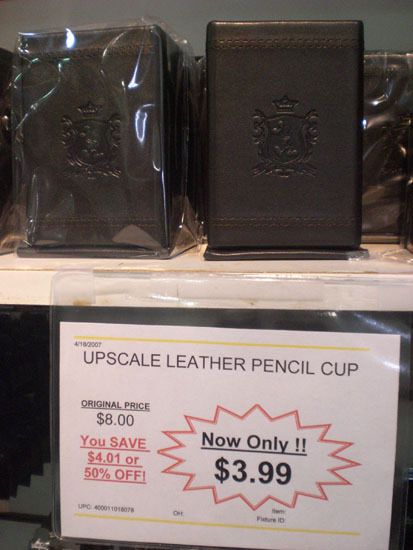 4/18/2007
UPSCALE LEATHER PENCIL CUP
ORIGINAL PRICE
$8.00
You SAVE
$4.01 or
50% OFF!
Now Only !!
$3.99
UPC: 400011018078
OH:
Item:
Fixture ID: